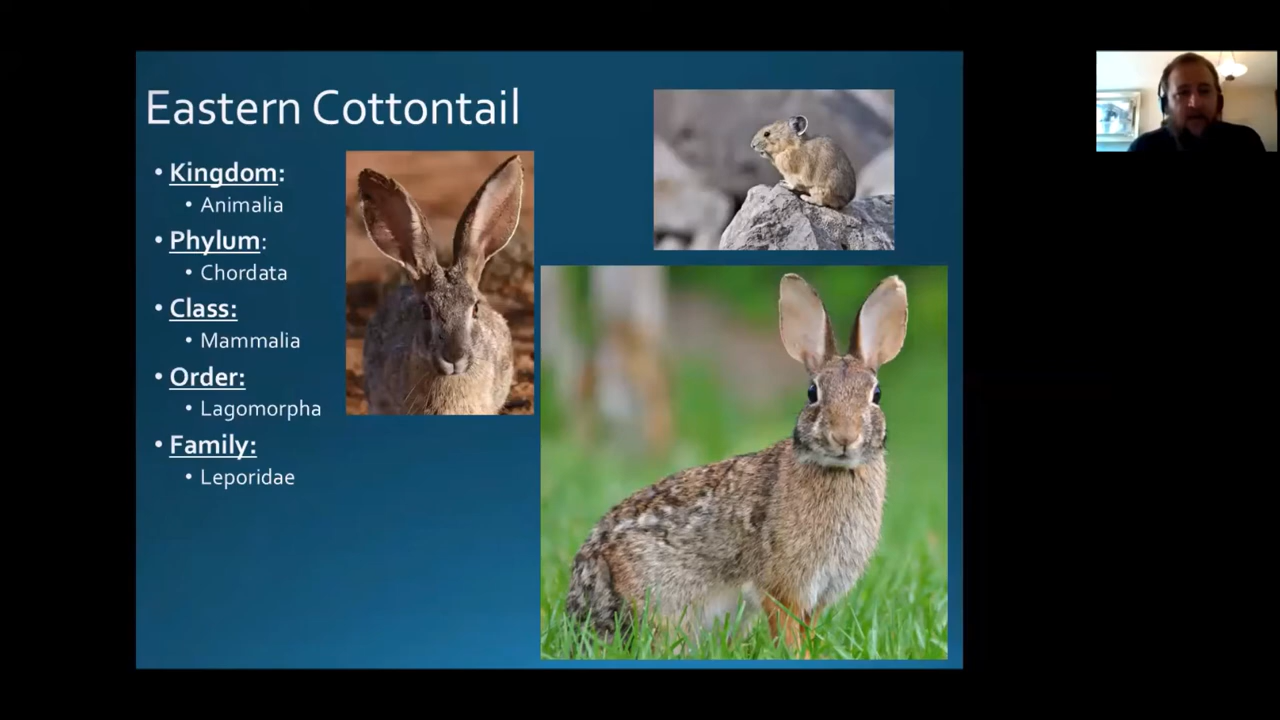 Eastern Cottontail
• Kingdom:
• Animalia
• Phylum:
• Chordata
• Class:
• Mammalia
• Order:
• Lagomorpha
• Family:
• Leporidae